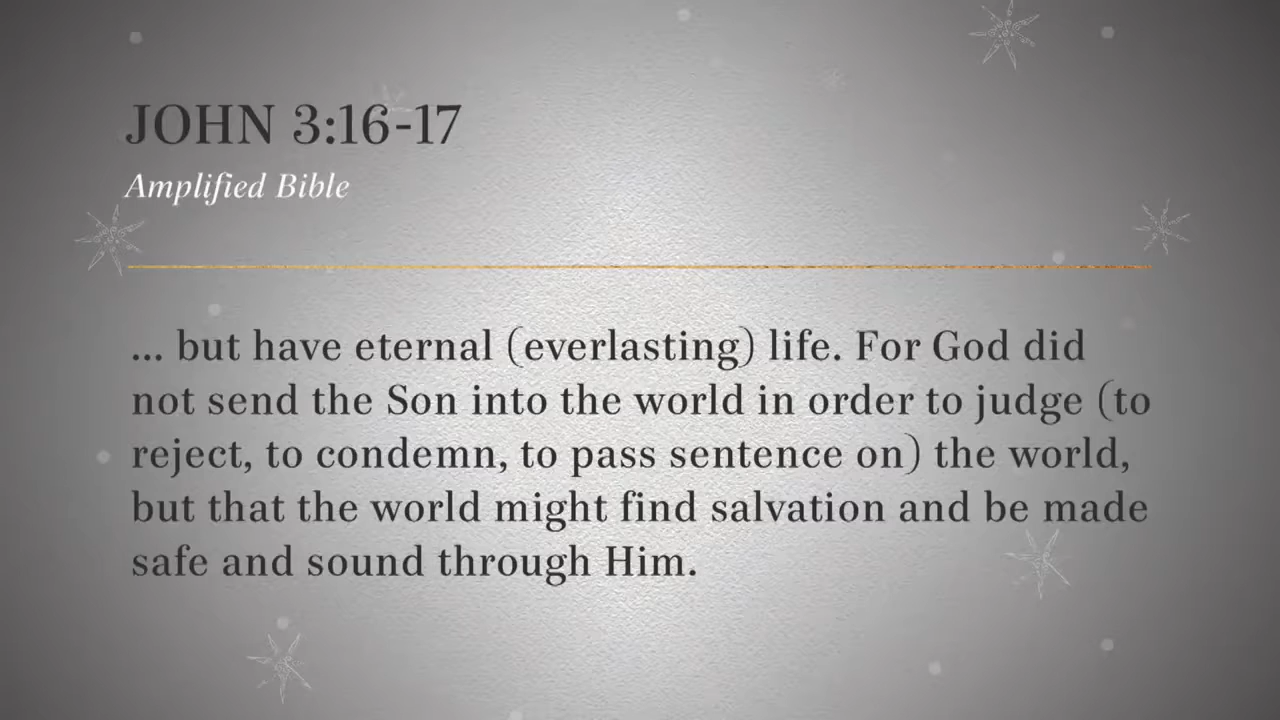 JOHN 3:16-17
Amplified Bible
... but have eternal (everlasting) life. For God did
not send the Son into the world in order to judge (to
reject, to condemn, to pass sentence on) the world,
but that the world might find salvation and be made
safe and sound through Him.